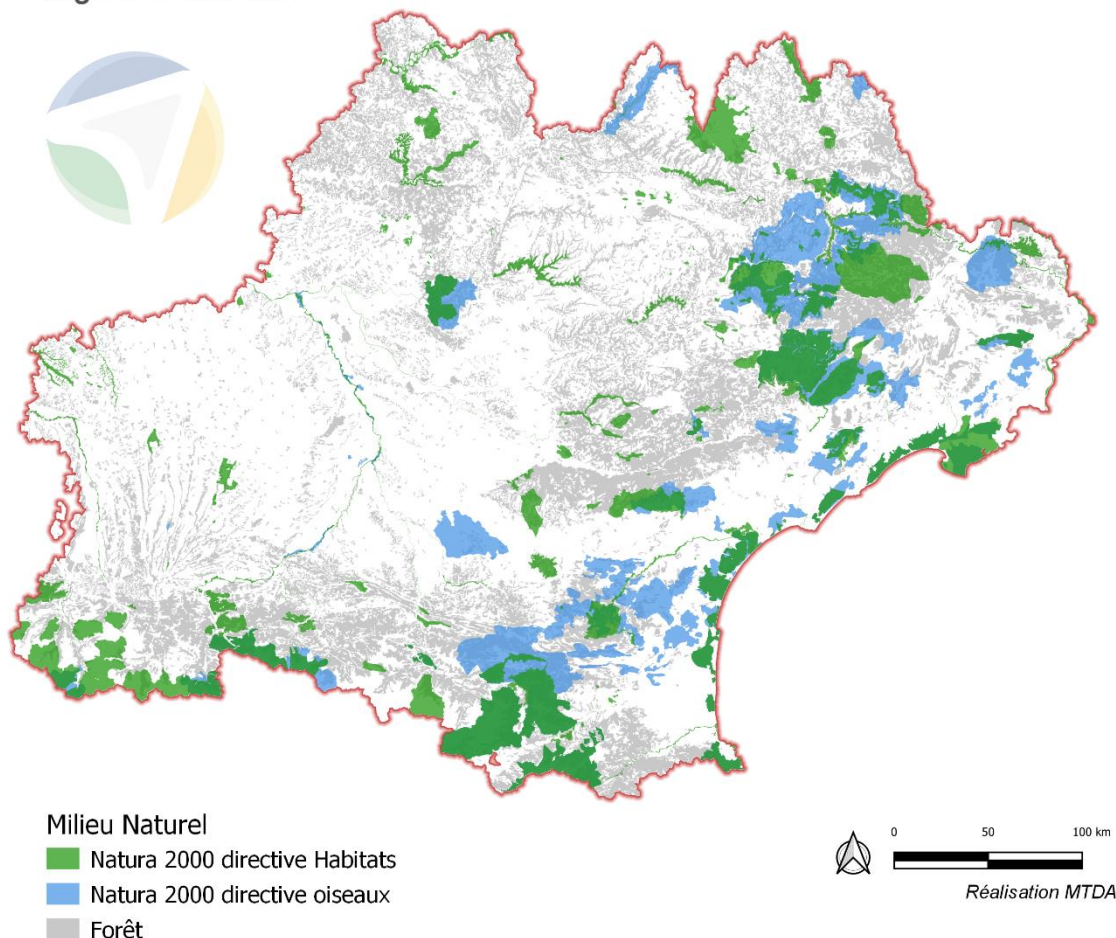 Milieu Naturel
Natura 2000 directive Habitats
Natura 2000 directive oiseaux
Forêt
0 50 100 km
Réalisation MTDA